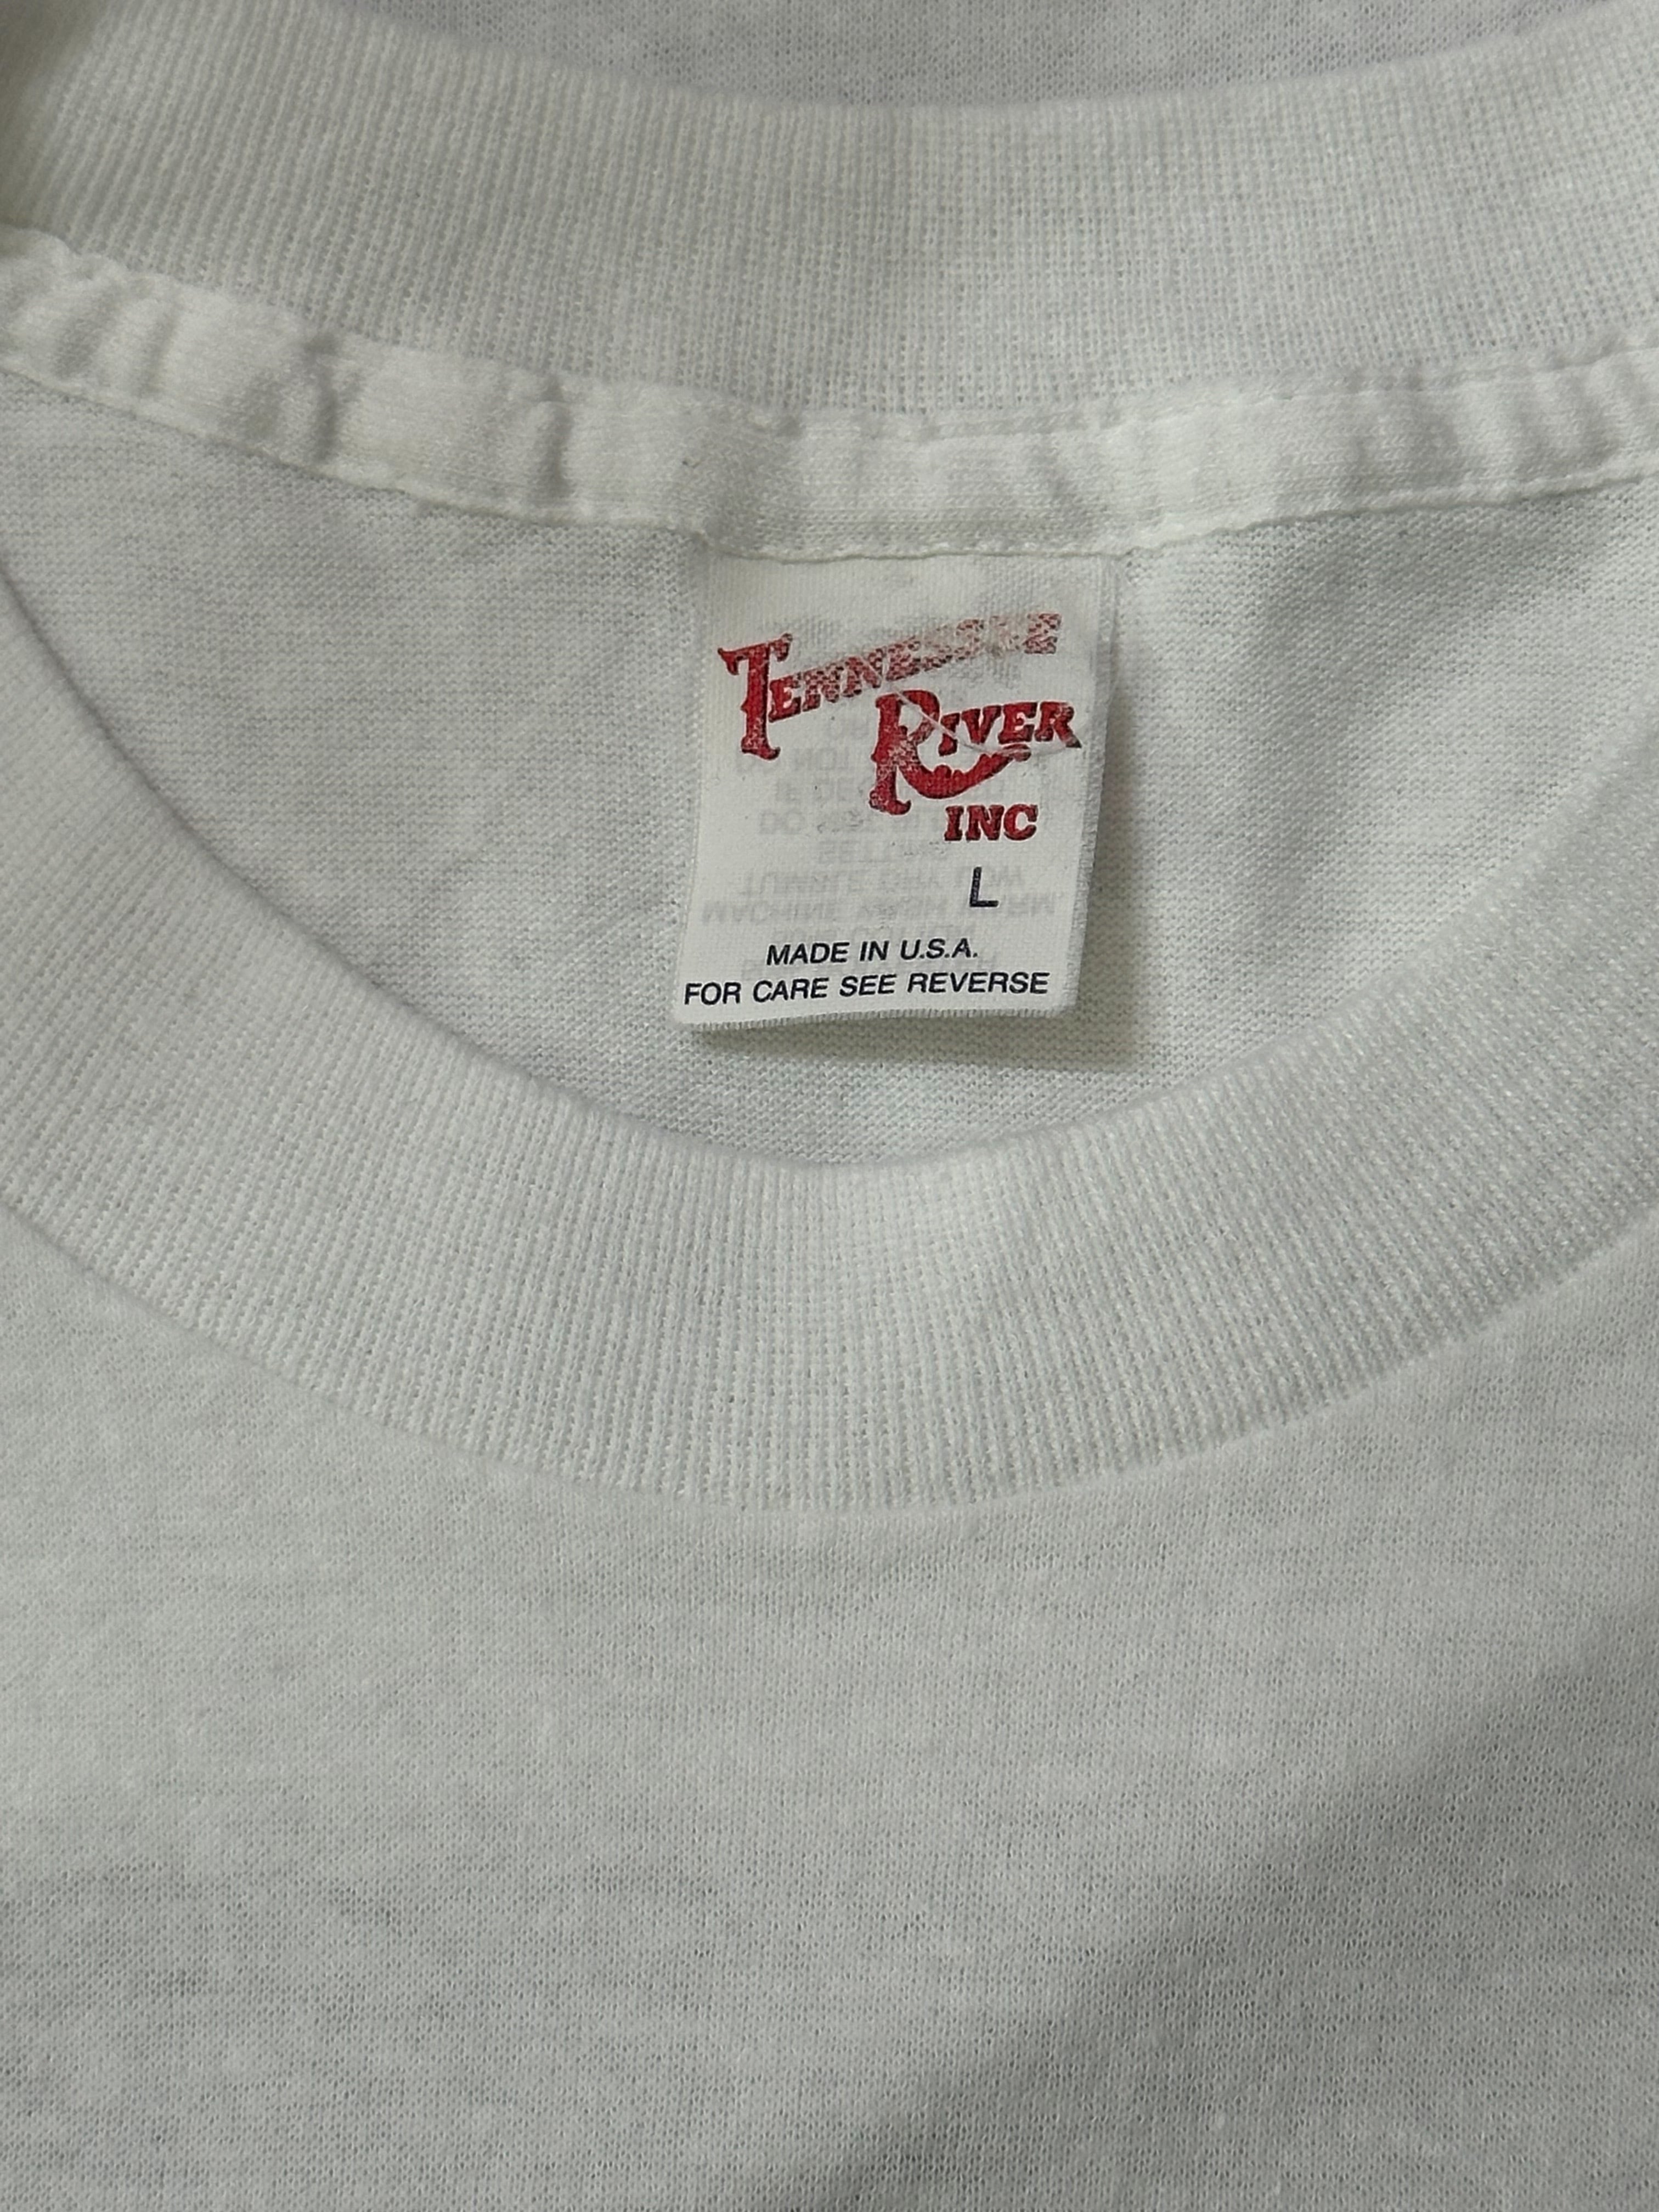 TENNESSEE
RIVER
INC
L
MADE IN U.S.A.
FOR CARE SEE REVERSE